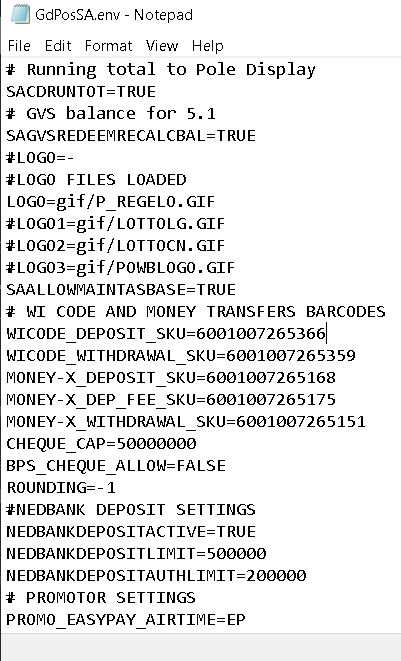 GdPosSA.env - Notepad
File Edit Format View Help
# Running total to Pole Display
SACDRUNTOT=TRUE
# GVS balance for 5.1
SAGVSREDEEMRECALCBAL=TRUE
#LOGO=-
#LOGO FILES LOADED
LOGO=gif/P_REGELO.GIF
#LOGO1=gif/LOTTOLG.GIF
#LOGO2=gif/LOTTOCN.GIF
#LOGO3=gif/POWBLOGO.GIF
SAALLOWMAINTASBASE=TRUE
# WI CODE AND MONEY TRANSFERS BARCODES
WICODE_DEPOSIT_SKU=6001007265366
WICODE_WITHDRAWAL_SKU=6001007265359
MONEY-X_DEPOSIT_SKU=6001007265168
MONEY-X_DEP_FEE_SKU=6001007265175
MONEY-X_WITHDRAWAL_SKU=6001007265151
CHEQUE_CAP=50000000
BPS_CHEQUE_ALLOW=FALSE
ROUNDING=-1
#NEDBANK DEPOSIT SETTINGS
NEDBANKDEPOSITACTIVE=TRUE
NEDBANKDEPOSITLIMIT=500000
NEDBANKDEPOSITAUTHLIMIT=200000
# PROMOTOR SETTINGS
PROMO_EASYPAY_AIRTIME=EP